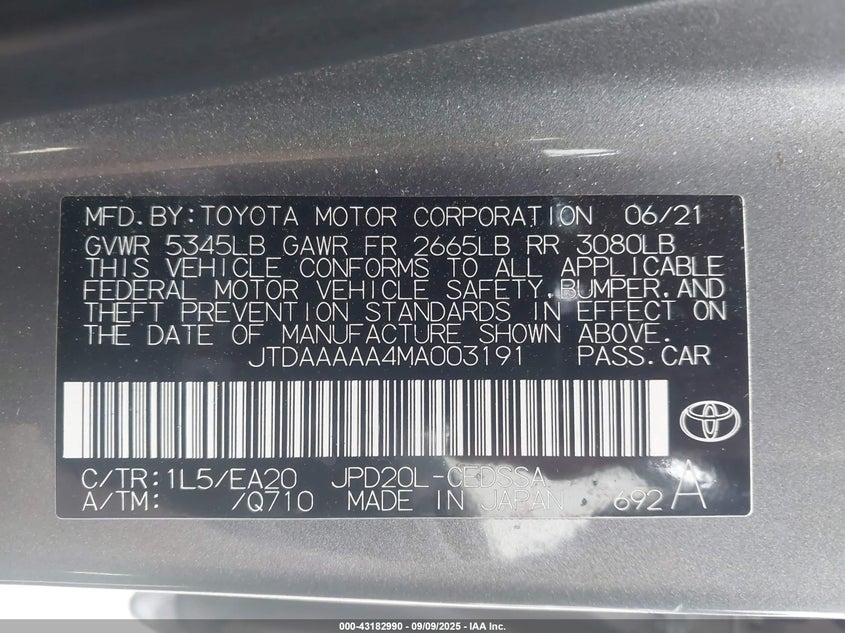 MFD.BY:TOYOTA MOTOR CORPORATION 06/21
GVWR 5345LB GAWR FR 2665LB RR 3080LB
THIS VEHICLE CONFORMS TO ALL APPLICABLE
FEDERAL MOTOR VEHICLE SAFETY,BUMPER,AND
THEFT PREVENTION STANDARDS IN EFFECT ON
THE DATE OF MANUFACTURE SHOWN ABOVE.
JTDAAAAA4MA003191 PASS.CAR
C/TR:1L5/EA20 JPD20L-CEDSSA
A/TM: /Q710 MADE IN JAPAN 692 A
000-43182990 - 09/09/2025 - IAA Inc.